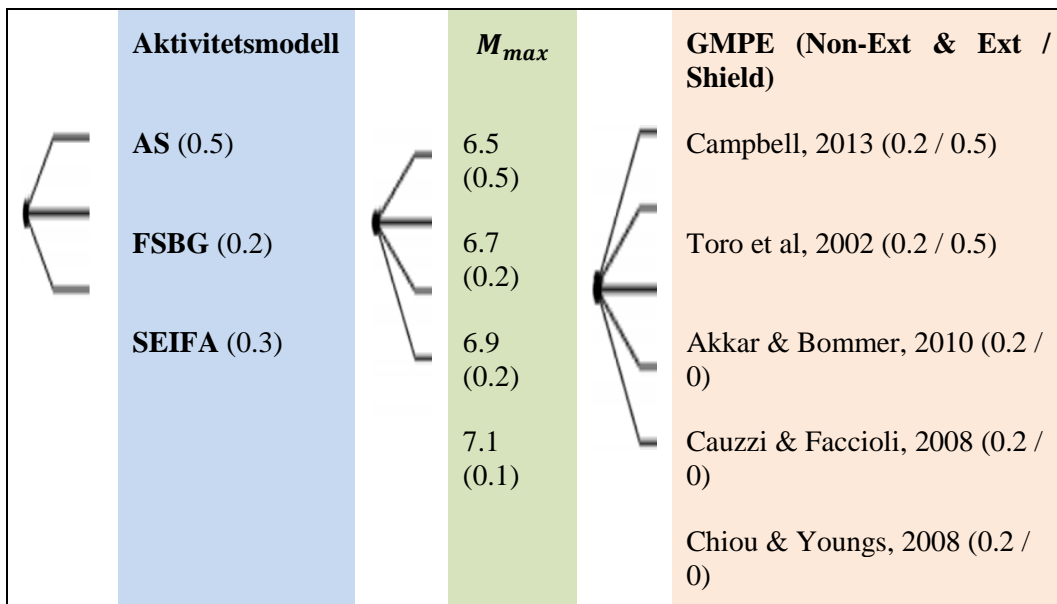 Aktivitetsmodell
AS (0.5)
FSBG (0.2)
SEIFA (0.3)
M_max
6.5
(0.5)
6.7
(0.2)
6.9
(0.2)
7.1
(0.1)
GMPE (Non-Ext & Ext /
Shield)
Campbell, 2013 (0.2 / 0.5)
Toro et al, 2002 (0.2 / 0.5)
Akkar & Bommer, 2010 (0.2 /
0)
Cauzzi & Faccioli, 2008 (0.2 /
0)
Chiou & Youngs, 2008 (0.2 /
0)